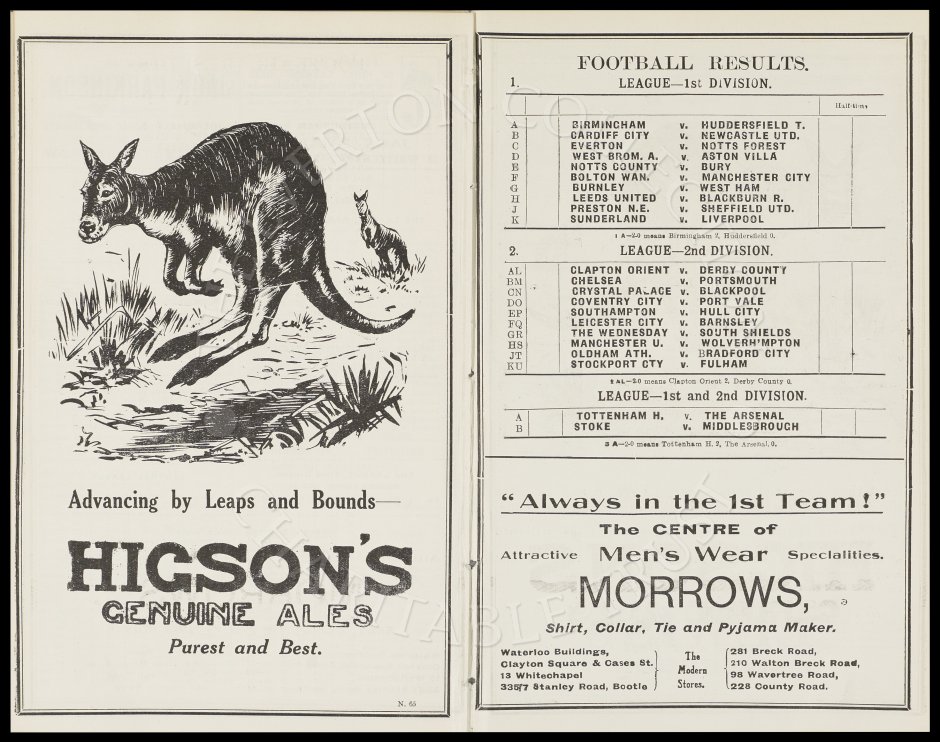 Advancing by Leaps and Bounds—
HIGSON'S
GENUINE ALES
Purest and Best.
N. 65
FOOTBALL RESULTS.
1. LEAGUE—1st DIVISION.
Half-time
A BIRMINGHAM v. HUDDERSFIELD T.
B CARDIFF CITY v. NEWCASTLE UTD.
C EVERTON v. NOTTS FOREST
D WEST BROM. A. v. ASTON VILLA
E NOTTS COUNTY v. BURY
F BOLTON WAN. v. MANCHESTER CITY
G BURNLEY v. WEST HAM
H LEEDS UNITED v. BLACKBURN R.
J PRESTON N.E. v. SHEFFIELD UTD.
K SUNDERLAND v. LIVERPOOL
1 A—2-0 means Birmingham 2, Huddersfield 0.
2. LEAGUE—2nd DIVISION.
AL CLAPTON ORIENT v. DERBY COUNTY
BM CHELSEA v. PORTSMOUTH
CN CRYSTAL PALACE v. BLACKPOOL
DO COVENTRY CITY v. PORT VALE
EP SOUTHAMPTON v. HULL CITY
FQ LEICESTER CITY v. BARNSLEY
GR THE WEDNESDAY v. SOUTH SHIELDS
HS MANCHESTER U. v. WOLVERH'MPTON
JT OLDHAM ATH. v. BRADFORD CITY
KU STOCKPORT CTY v. FULHAM
2 AL—2-0 means Clapton Orient 2, Derby County 0.
LEAGUE—1st and 2nd DIVISION.
A TOTTENHAM H, v. THE ARSENAL
B STOKE v. MIDDLESBROUGH
3 A—2-0 means Tottenham H. 2, The Arsenal, 0.
"Always in the 1st Team!"
The CENTRE of
Attractive Men's Wear Specialities.
MORROWS,
Shirt, Collar, Tie and Pyjama Maker.
Waterloo Buildings,
Clayton Square & Cases St.
13 Whitechapel
335/7 Stanley Road, Bootle
The
Modern
Stores.
281 Breck Road,
210 Walton Breck Road,
98 Wavertree Road,
228 County Road.